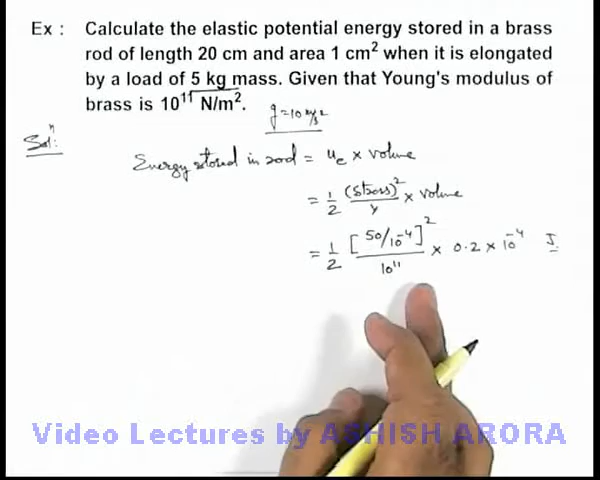 Ex : Calculate the elastic potential energy stored in a brass
rod of length 20 cm and area 1 cm² when it is elongated
by a load of 5 kg mass. Given that Young's modulus of
brass is 10¹¹ N/m².
g = 10 m/s²
Solⁿ:
Energy stored in rod = u_e × volume
= 1/2 (stress)²/Y × volume
= 1/2 [50/10⁻⁴]²/10¹¹ × 0.2 × 10⁻⁴ J
Video Lectures by ASHISH ARORA